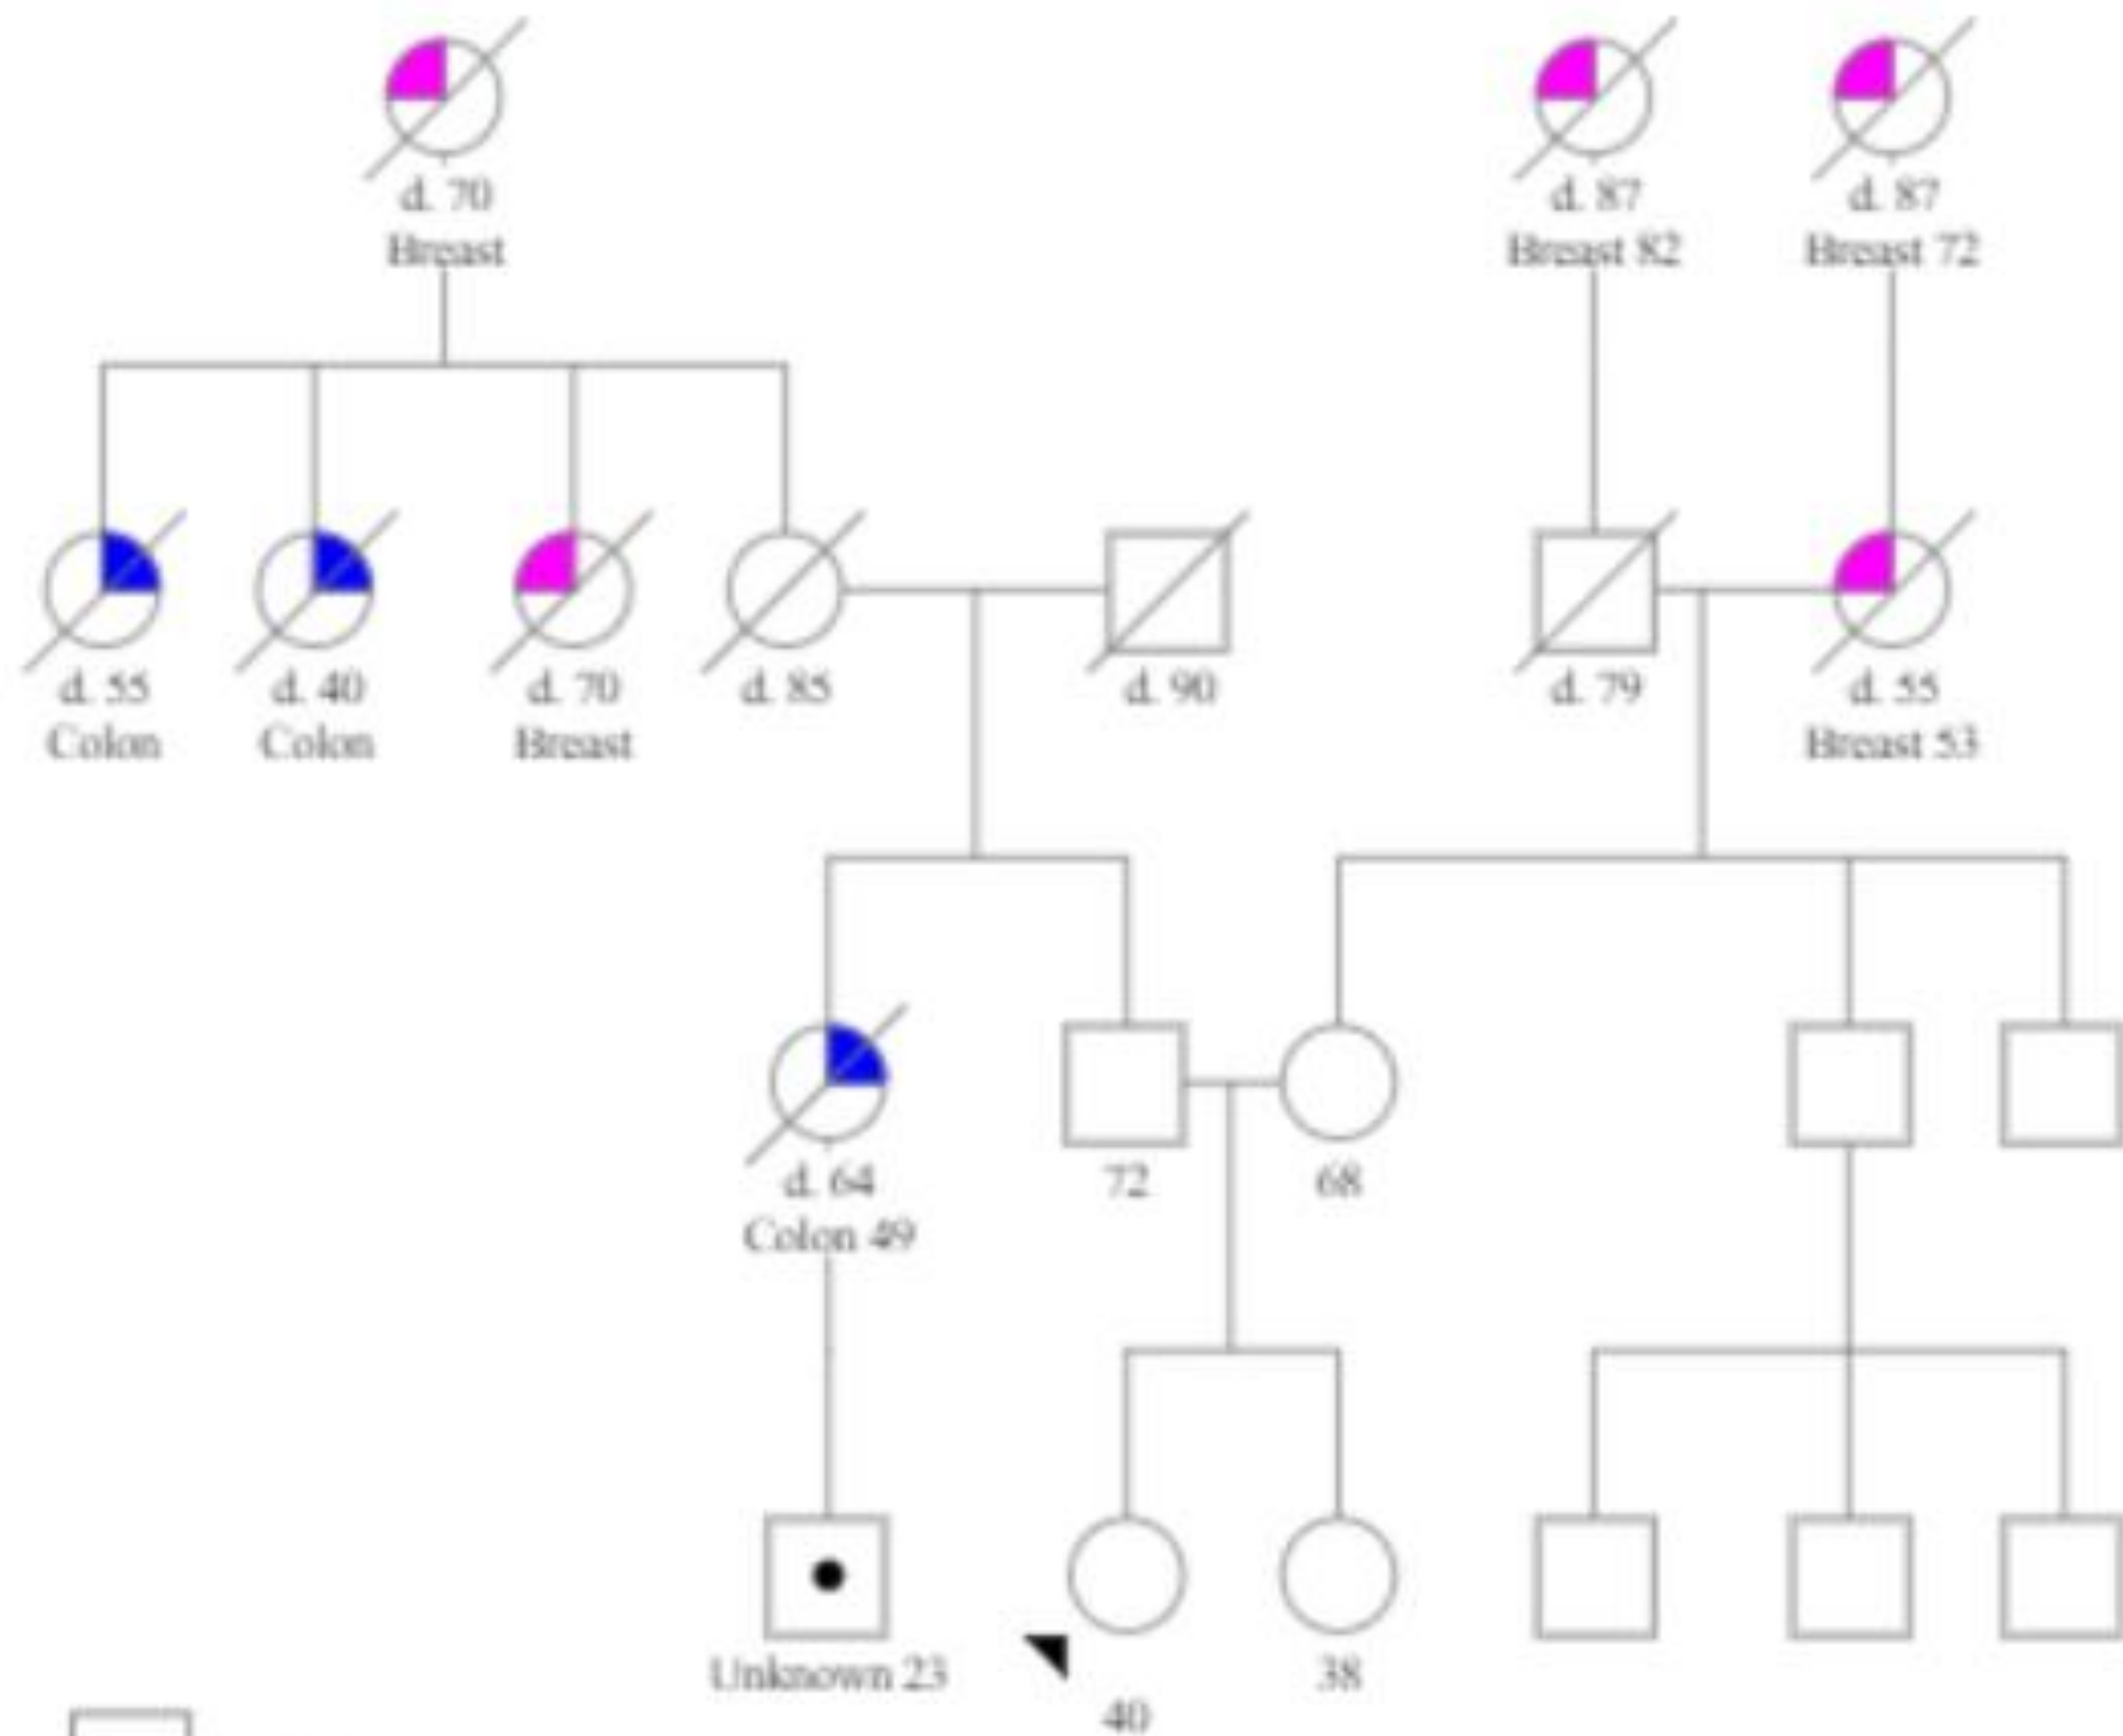 d. 70
Breast
d. 87
Breast 82
d. 87
Breast 72
d. 55
Colon
d. 40
Colon
d. 70
Breast
d. 85
d. 90
d. 79
d. 55
Breast 53
d. 64
Colon 49
72
68
Unknown 23
40
38